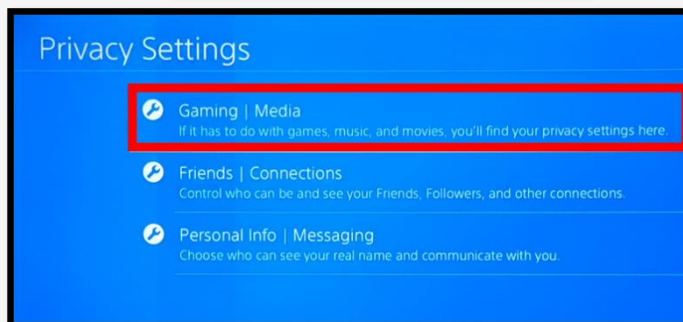 Privacy Settings
Gaming | Media
If it has to do with games, music, and movies, you'll find your privacy settings here.
Friends | Connections
Control who can be and see your Friends, Followers, and other connections.
Personal Info | Messaging
Choose who can see your real name and communicate with you.